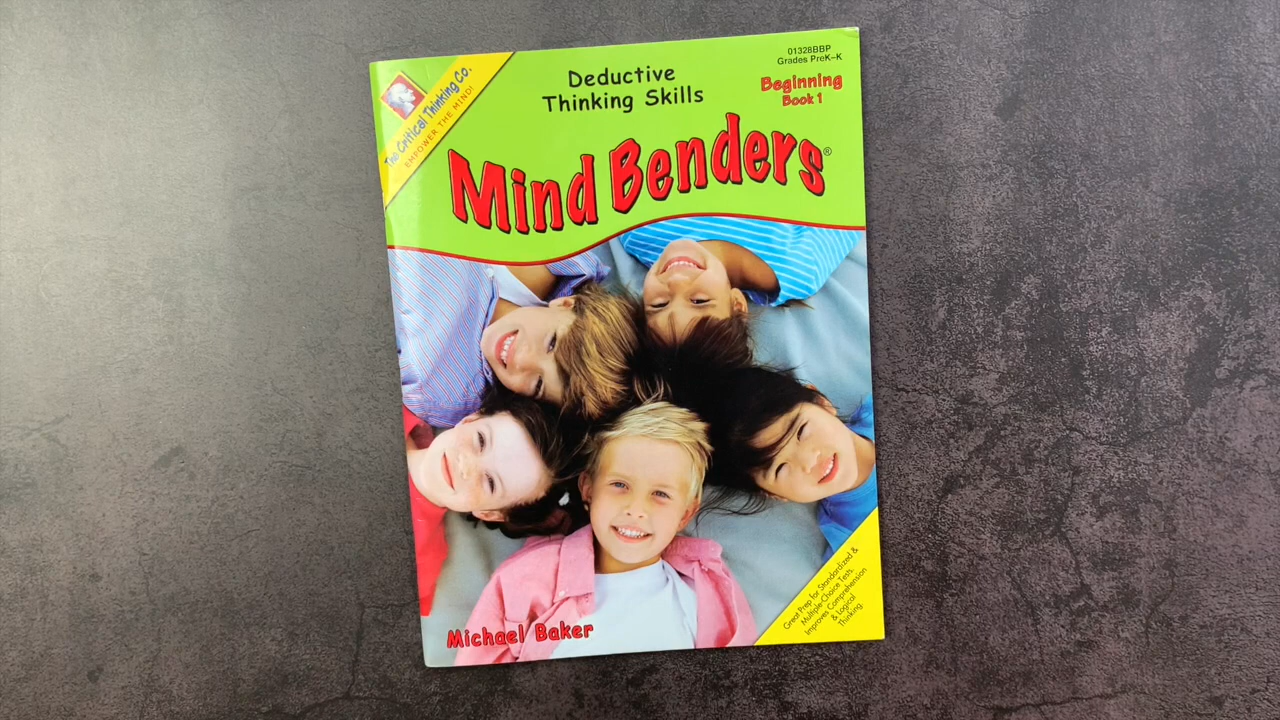 The Critical Thinking Co.
EMPOWER THE MIND!
Deductive
Thinking Skills
01328BBP
Grades PreK–K
Beginning
Book 1
Mind Benders®
Michael Baker
Great Prep for Standardized &
Multiple-Choice Tests.
Improves Comprehension
& Logical
Thinking.